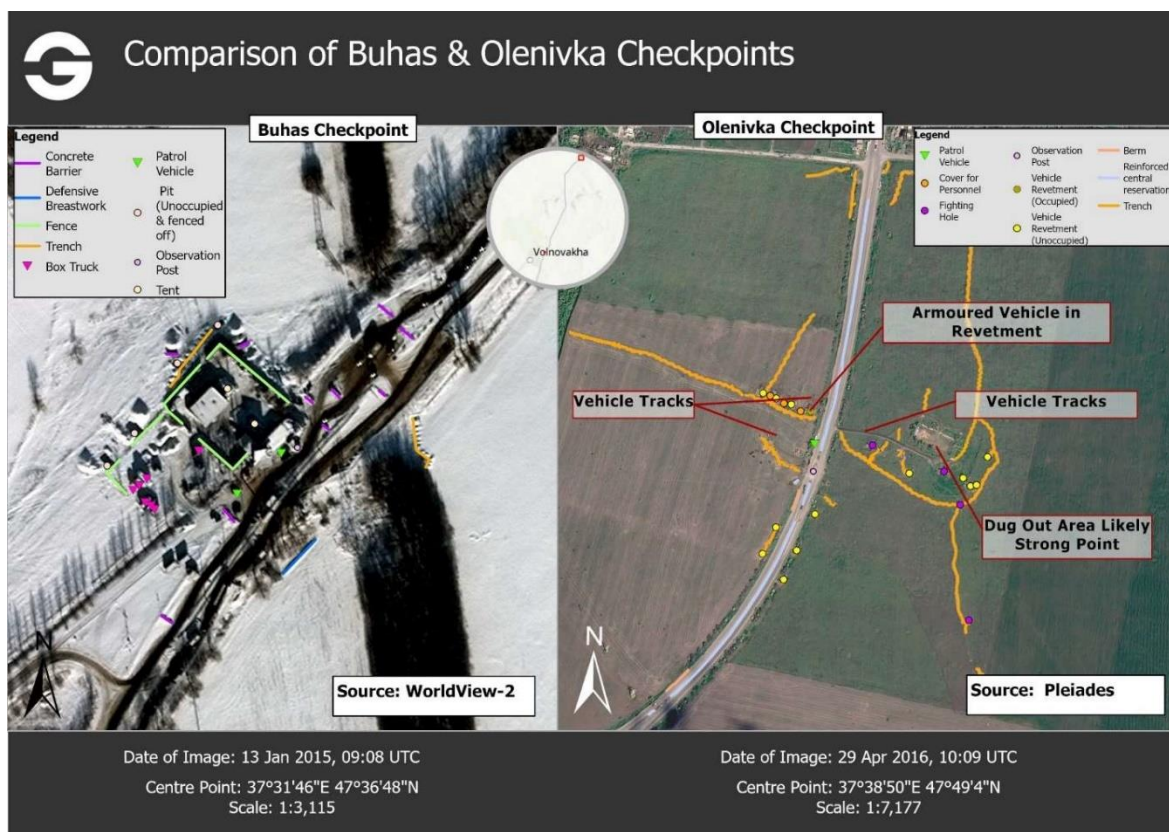 Comparison of Buhas & Olenivka Checkpoints
Buhas Checkpoint
Legend
Concrete
Barrier
Defensive
Breastwork
Fence
Trench
Box Truck
Patrol
Vehicle
Pit
(Unoccupied
& fenced
off)
Observation
Post
Tent
Volnovakha
N
Source: WorldView-2
Olenivka Checkpoint
Legend
Patrol
Vehicle
Cover for
Personnel
Fighting
Hole
Observation
Post
Vehicle
Revetment
(Occupied)
Vehicle
Revetment
(Unoccupied)
Berm
Reinforced
central
reservation
Trench
Armoured Vehicle in
Revetment
Vehicle Tracks
Vehicle Tracks
Dug Out Area Likely
Strong Point
N
Source: Pleiades
Date of Image: 13 Jan 2015, 09:08 UTC
Centre Point: 37°31'46"E 47°36'48"N
Scale: 1:3,115
Date of Image: 29 Apr 2016, 10:09 UTC
Centre Point: 37°38'50"E 47°49'4"N
Scale: 1:7,177